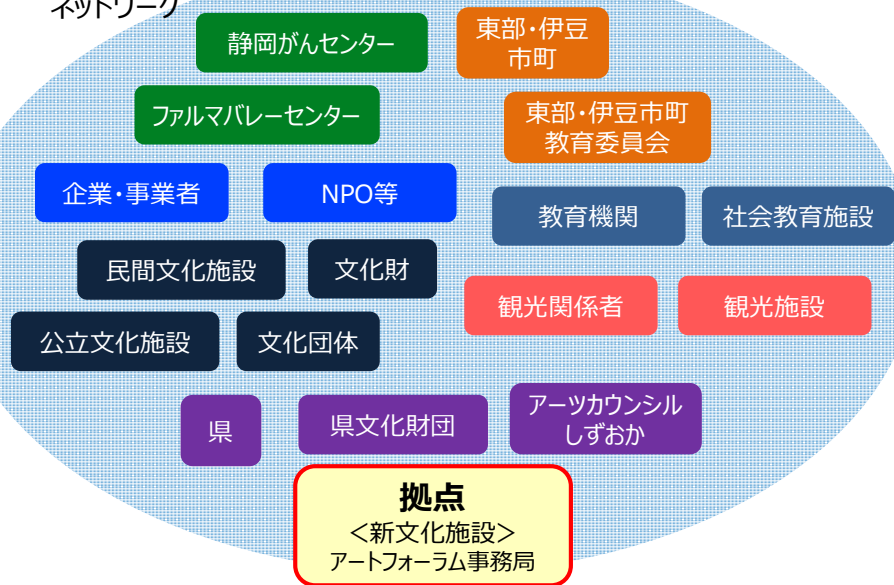 ネットワーク
静岡がんセンター
東部・伊豆
市町
ファルマバレーセンター
東部・伊豆市町
教育委員会
企業・事業者
NPO等
教育機関
社会教育施設
民間文化施設
文化財
観光関係者
観光施設
公立文化施設
文化団体
県
県文化財団
アーツカウンシル
しずおか
拠点
＜新文化施設＞
アートフォーラム事務局